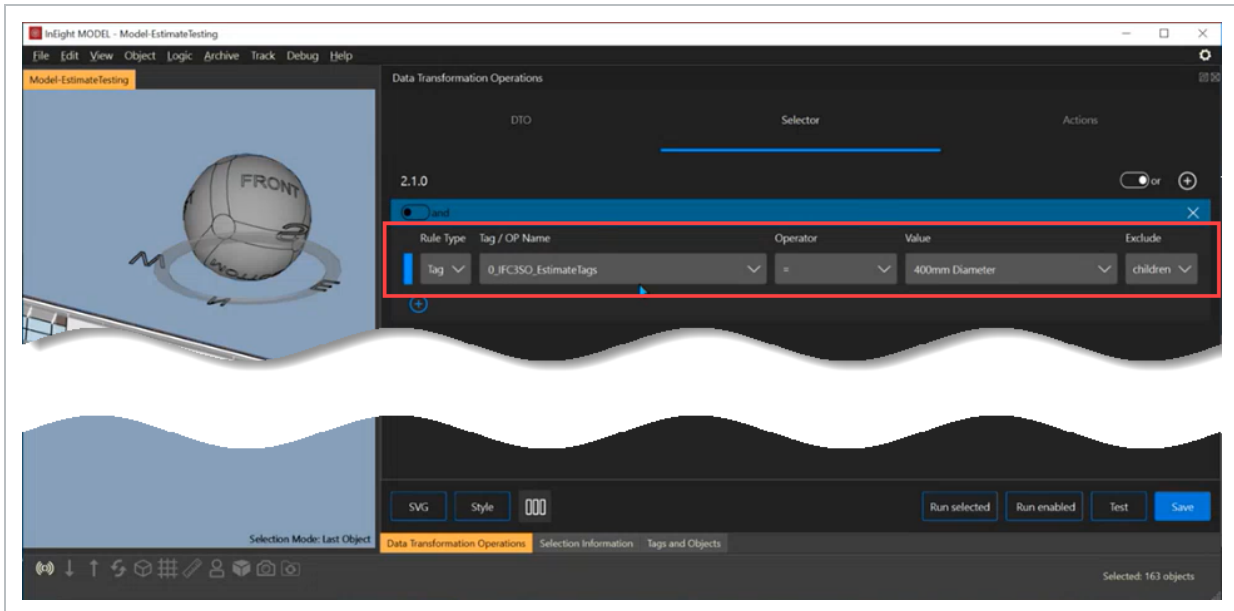 InEight MODEL - Model-EstimateTesting
File Edit View Object Logic Archive Track Debug Help
Model-EstimateTesting
Data Transformation Operations
DTO Selector Actions
FRONT
2.1.0 or
and
Rule Type Tag / OP Name Operator Value Exclude
Tag 0_IFC3SO_EstimateTags = 400mm Diameter children
W
S
E
SVG Style Run selected Run enabled Test Save
Selection Mode: Last Object
Data Transformation Operations Selection Information Tags and Objects
Selected: 163 objects